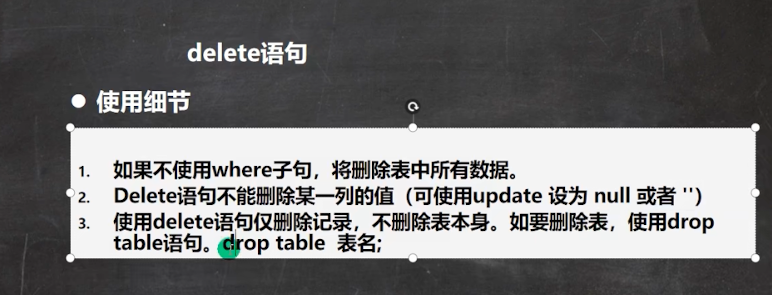 delete语句
● 使用细节
1. 如果不使用where子句，将删除表中所有数据。
2. Delete语句不能删除某一列的值（可使用update 设为 null 或者 ''）
3. 使用delete语句仅删除记录，不删除表本身。如要删除表，使用drop
table语句。drop table 表名;